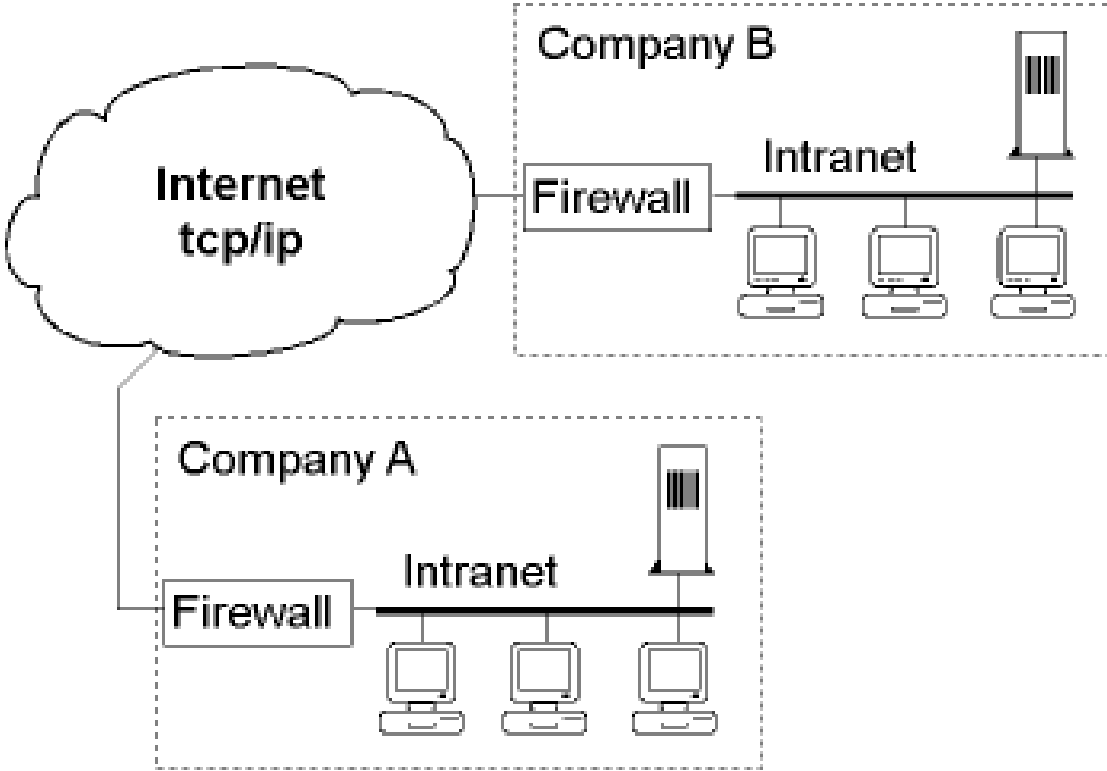 Company B
Internet
tcp/ip
Intranet
Firewall
Company A
Intranet
Firewall